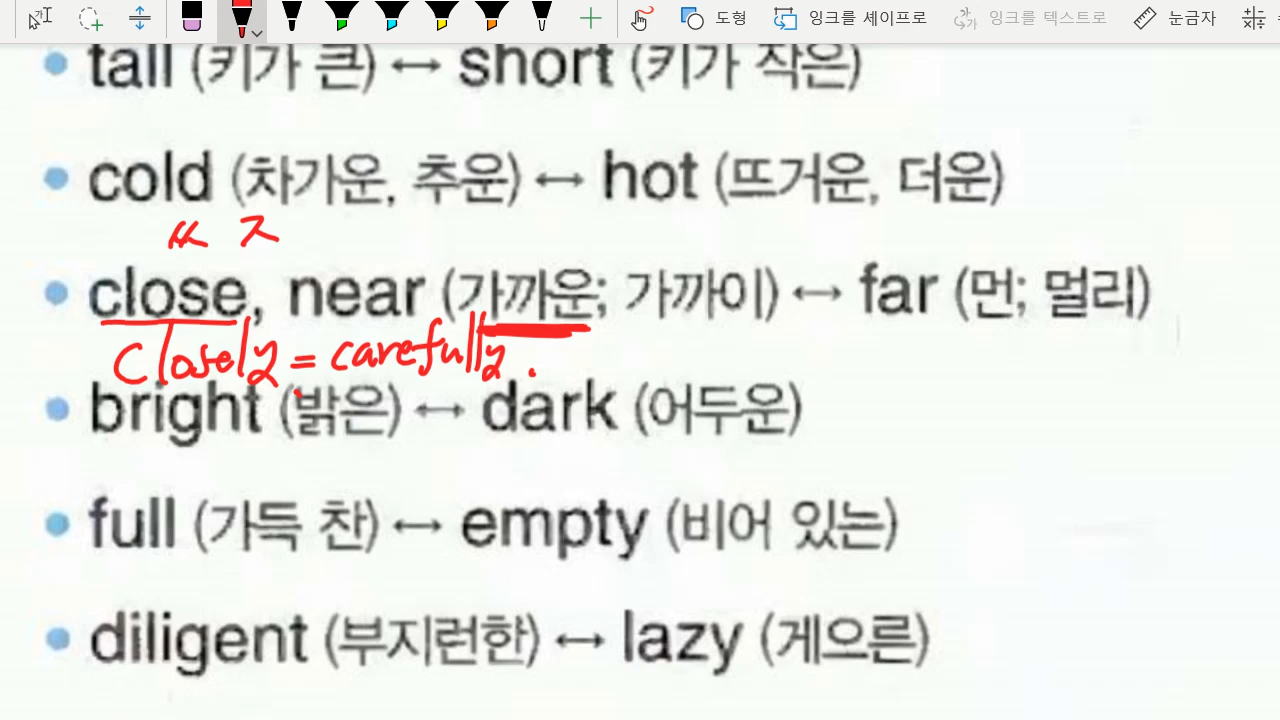 도형 잉크를 셰이프로 잉크를 텍스트로 눈금자
• tall (키가 큰) ↔ short (키가 작은)
• cold (차가운, 추운) ↔ hot (뜨거운, 더운)
ㅆ ㅈ
• close, near (가까운; 가까이) ↔ far (먼; 멀리)
closely = carefully.
• bright (밝은) ↔ dark (어두운)
• full (가득 찬) ↔ empty (비어 있는)
• diligent (부지런한) ↔ lazy (게으른)